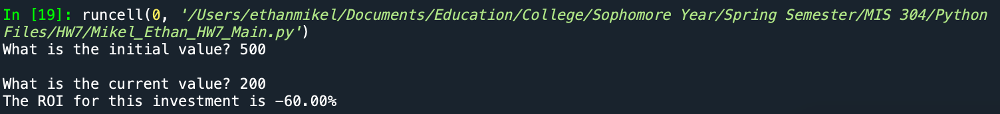 In [19]: runcell(0, '/Users/ethanmikel/Documents/Education/College/Sophomore Year/Spring Semester/MIS 304/Python
Files/HW7/Mikel_Ethan_HW7_Main.py')
What is the initial value? 500
What is the current value? 200
The ROI for this investment is -60.00%